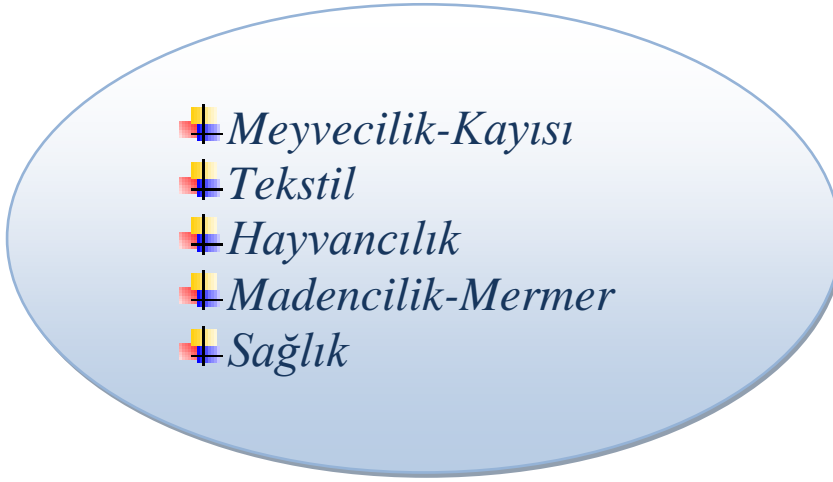 Meyvecilik-Kayısı
Tekstil
Hayvancılık
Madencilik-Mermer
Sağlık